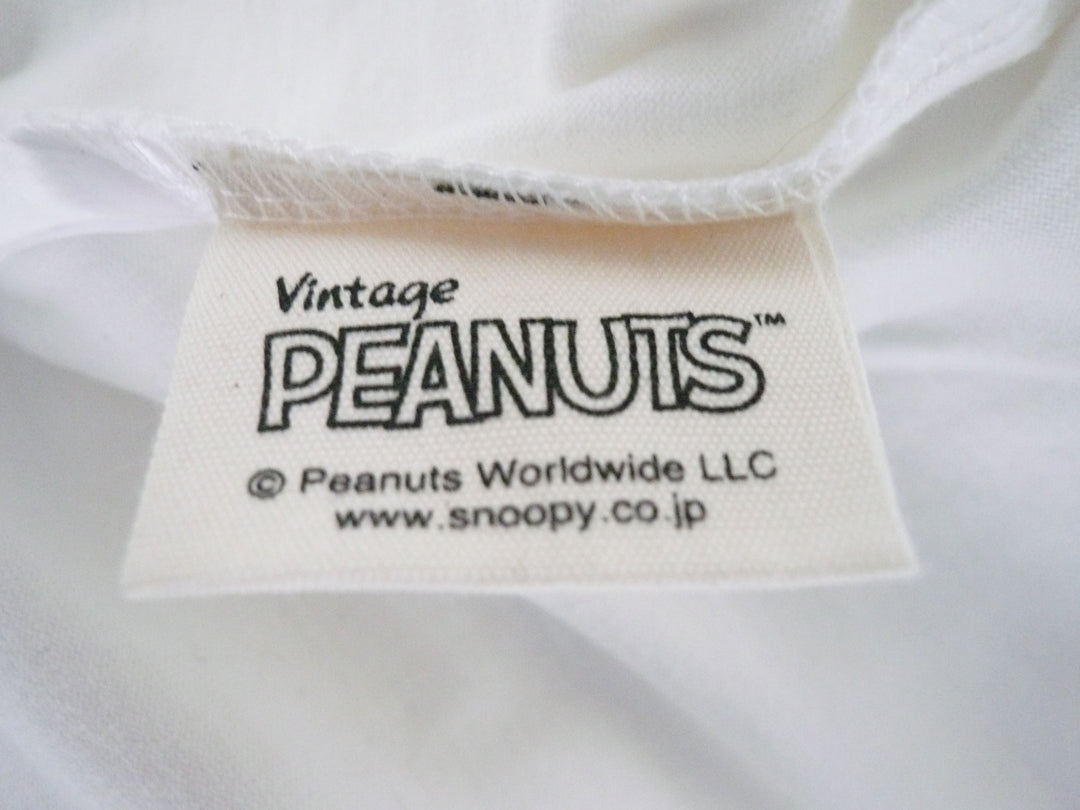 Vintage
PEANUTS™
© Peanuts Worldwide LLC
www.snoopy.co.jp